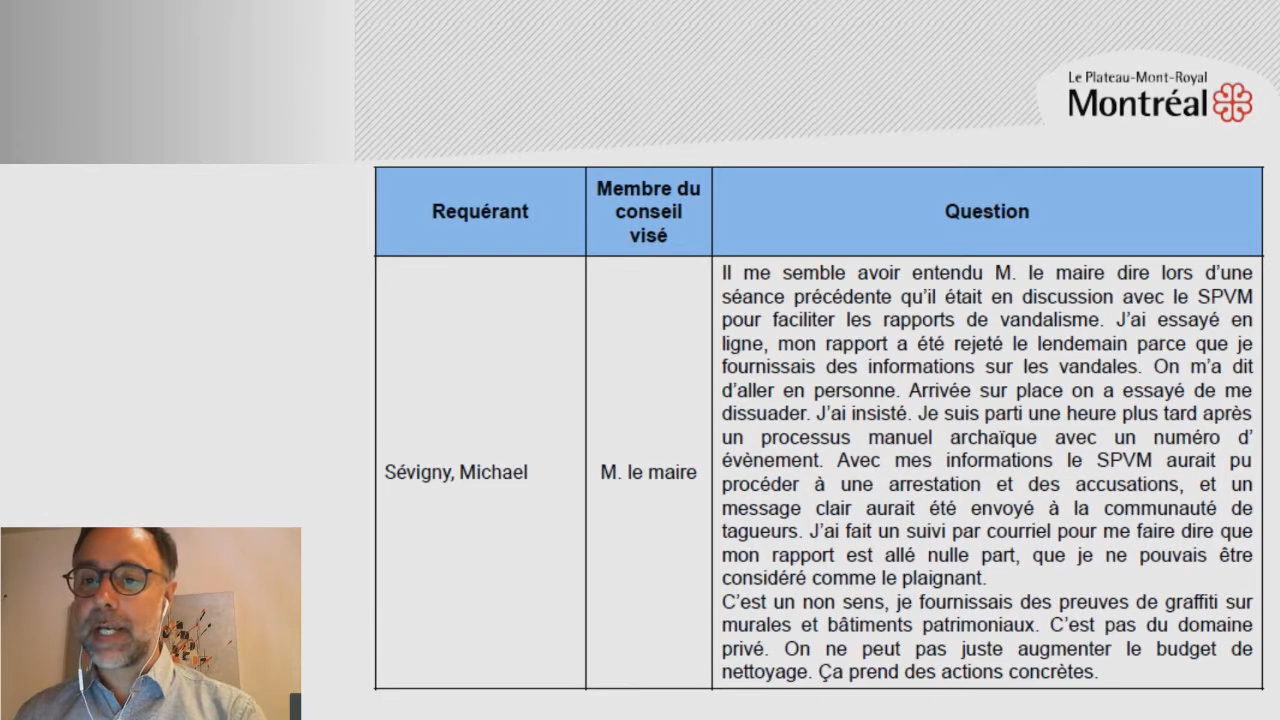 Le Plateau-Mont-Royal
Montréal
Requérant
Membre du
conseil
visé
Question
Sévigny, Michael
M. le maire
Il me semble avoir entendu M. le maire dire lors d’une
séance précédente qu’il était en discussion avec le SPVM
pour faciliter les rapports de vandalisme. J’ai essayé en
ligne, mon rapport a été rejeté le lendemain parce que je
fournissais des informations sur les vandales. On m’a dit
d’aller en personne. Arrivée sur place on a essayé de me
dissuader. J’ai insisté. Je suis parti une heure plus tard après
un processus manuel archaïque avec un numéro d’
évènement. Avec mes informations le SPVM aurait pu
procéder à une arrestation et des accusations, et un
message clair aurait été envoyé à la communauté de
tagueurs. J’ai fait un suivi par courriel pour me faire dire que
mon rapport est allé nulle part, que je ne pouvais être
considéré comme le plaignant.
C’est un non sens, je fournissais des preuves de graffiti sur
murales et bâtiments patrimoniaux. C’est pas du domaine
privé. On ne peut pas juste augmenter le budget de
nettoyage. Ça prend des actions concrètes.